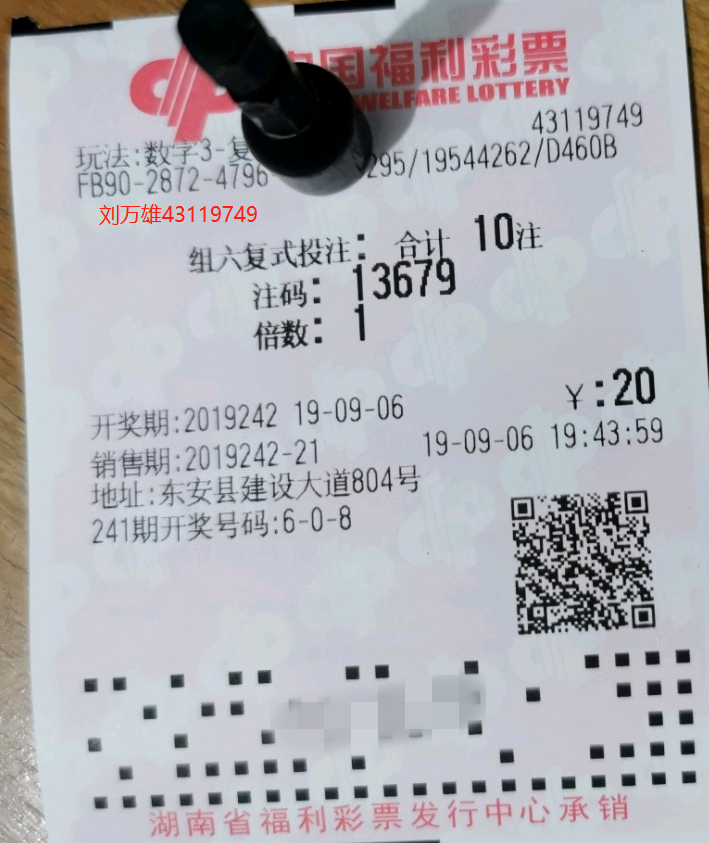 中国福利彩票
WELFARE LOTTERY
43119749
玩法:数字3-复
FB90-2872-4796 295/19544262/D460B
刘万雄43119749
组六复式投注: 合计 10注
注码: 13679
倍数: 1
¥:20
开奖期:2019242 19-09-06
销售期:2019242-21 19-09-06 19:43:59
地址:东安县建设大道804号
241期开奖号码:6-0-8
湖南省福利彩票发行中心承销